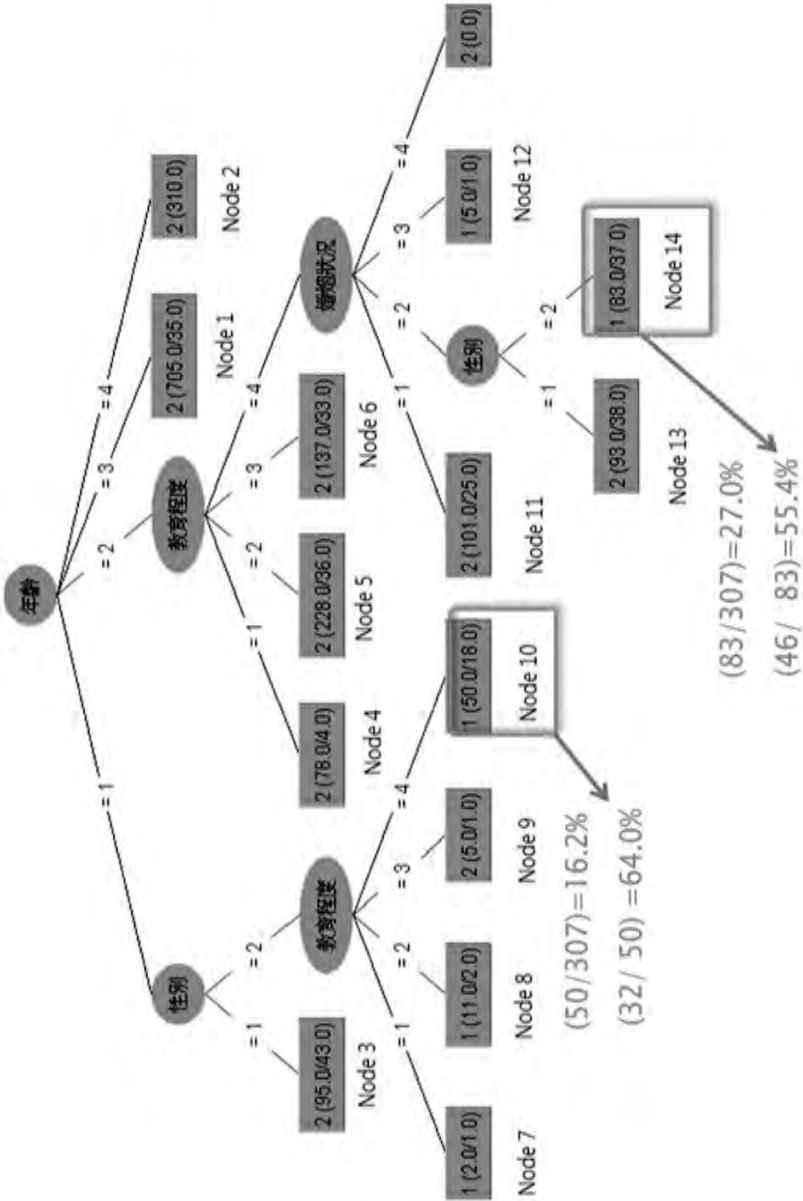 年齡
= 1
= 2
= 3
= 4
性別
教育程度
2 (705.0/35.0)
2 (310.0)
Node 1
Node 2
= 1
= 2
= 1
= 2
= 3
= 4
2 (95.0/43.0)
教育程度
2 (78.0/4.0)
2 (228.0/36.0)
2 (137.0/33.0)
婚姻狀況
Node 3
Node 4
Node 5
Node 6
= 1
= 2
= 3
= 4
= 1
= 2
= 3
= 4
1 (2.0/1.0)
1 (11.0/2.0)
2 (5.0/1.0)
1 (50.0/18.0)
2 (101.0/25.0)
性別
1 (5.0/1.0)
2 (0.0)
Node 7
Node 8
Node 9
Node 10
Node 11
Node 12
= 1
= 2
(50/307)=16.2%
(32/ 50) =64.0%
2 (93.0/38.0)
1 (83.0/37.0)
Node 13
Node 14
(83/307)=27.0%
(46/ 83)=55.4%